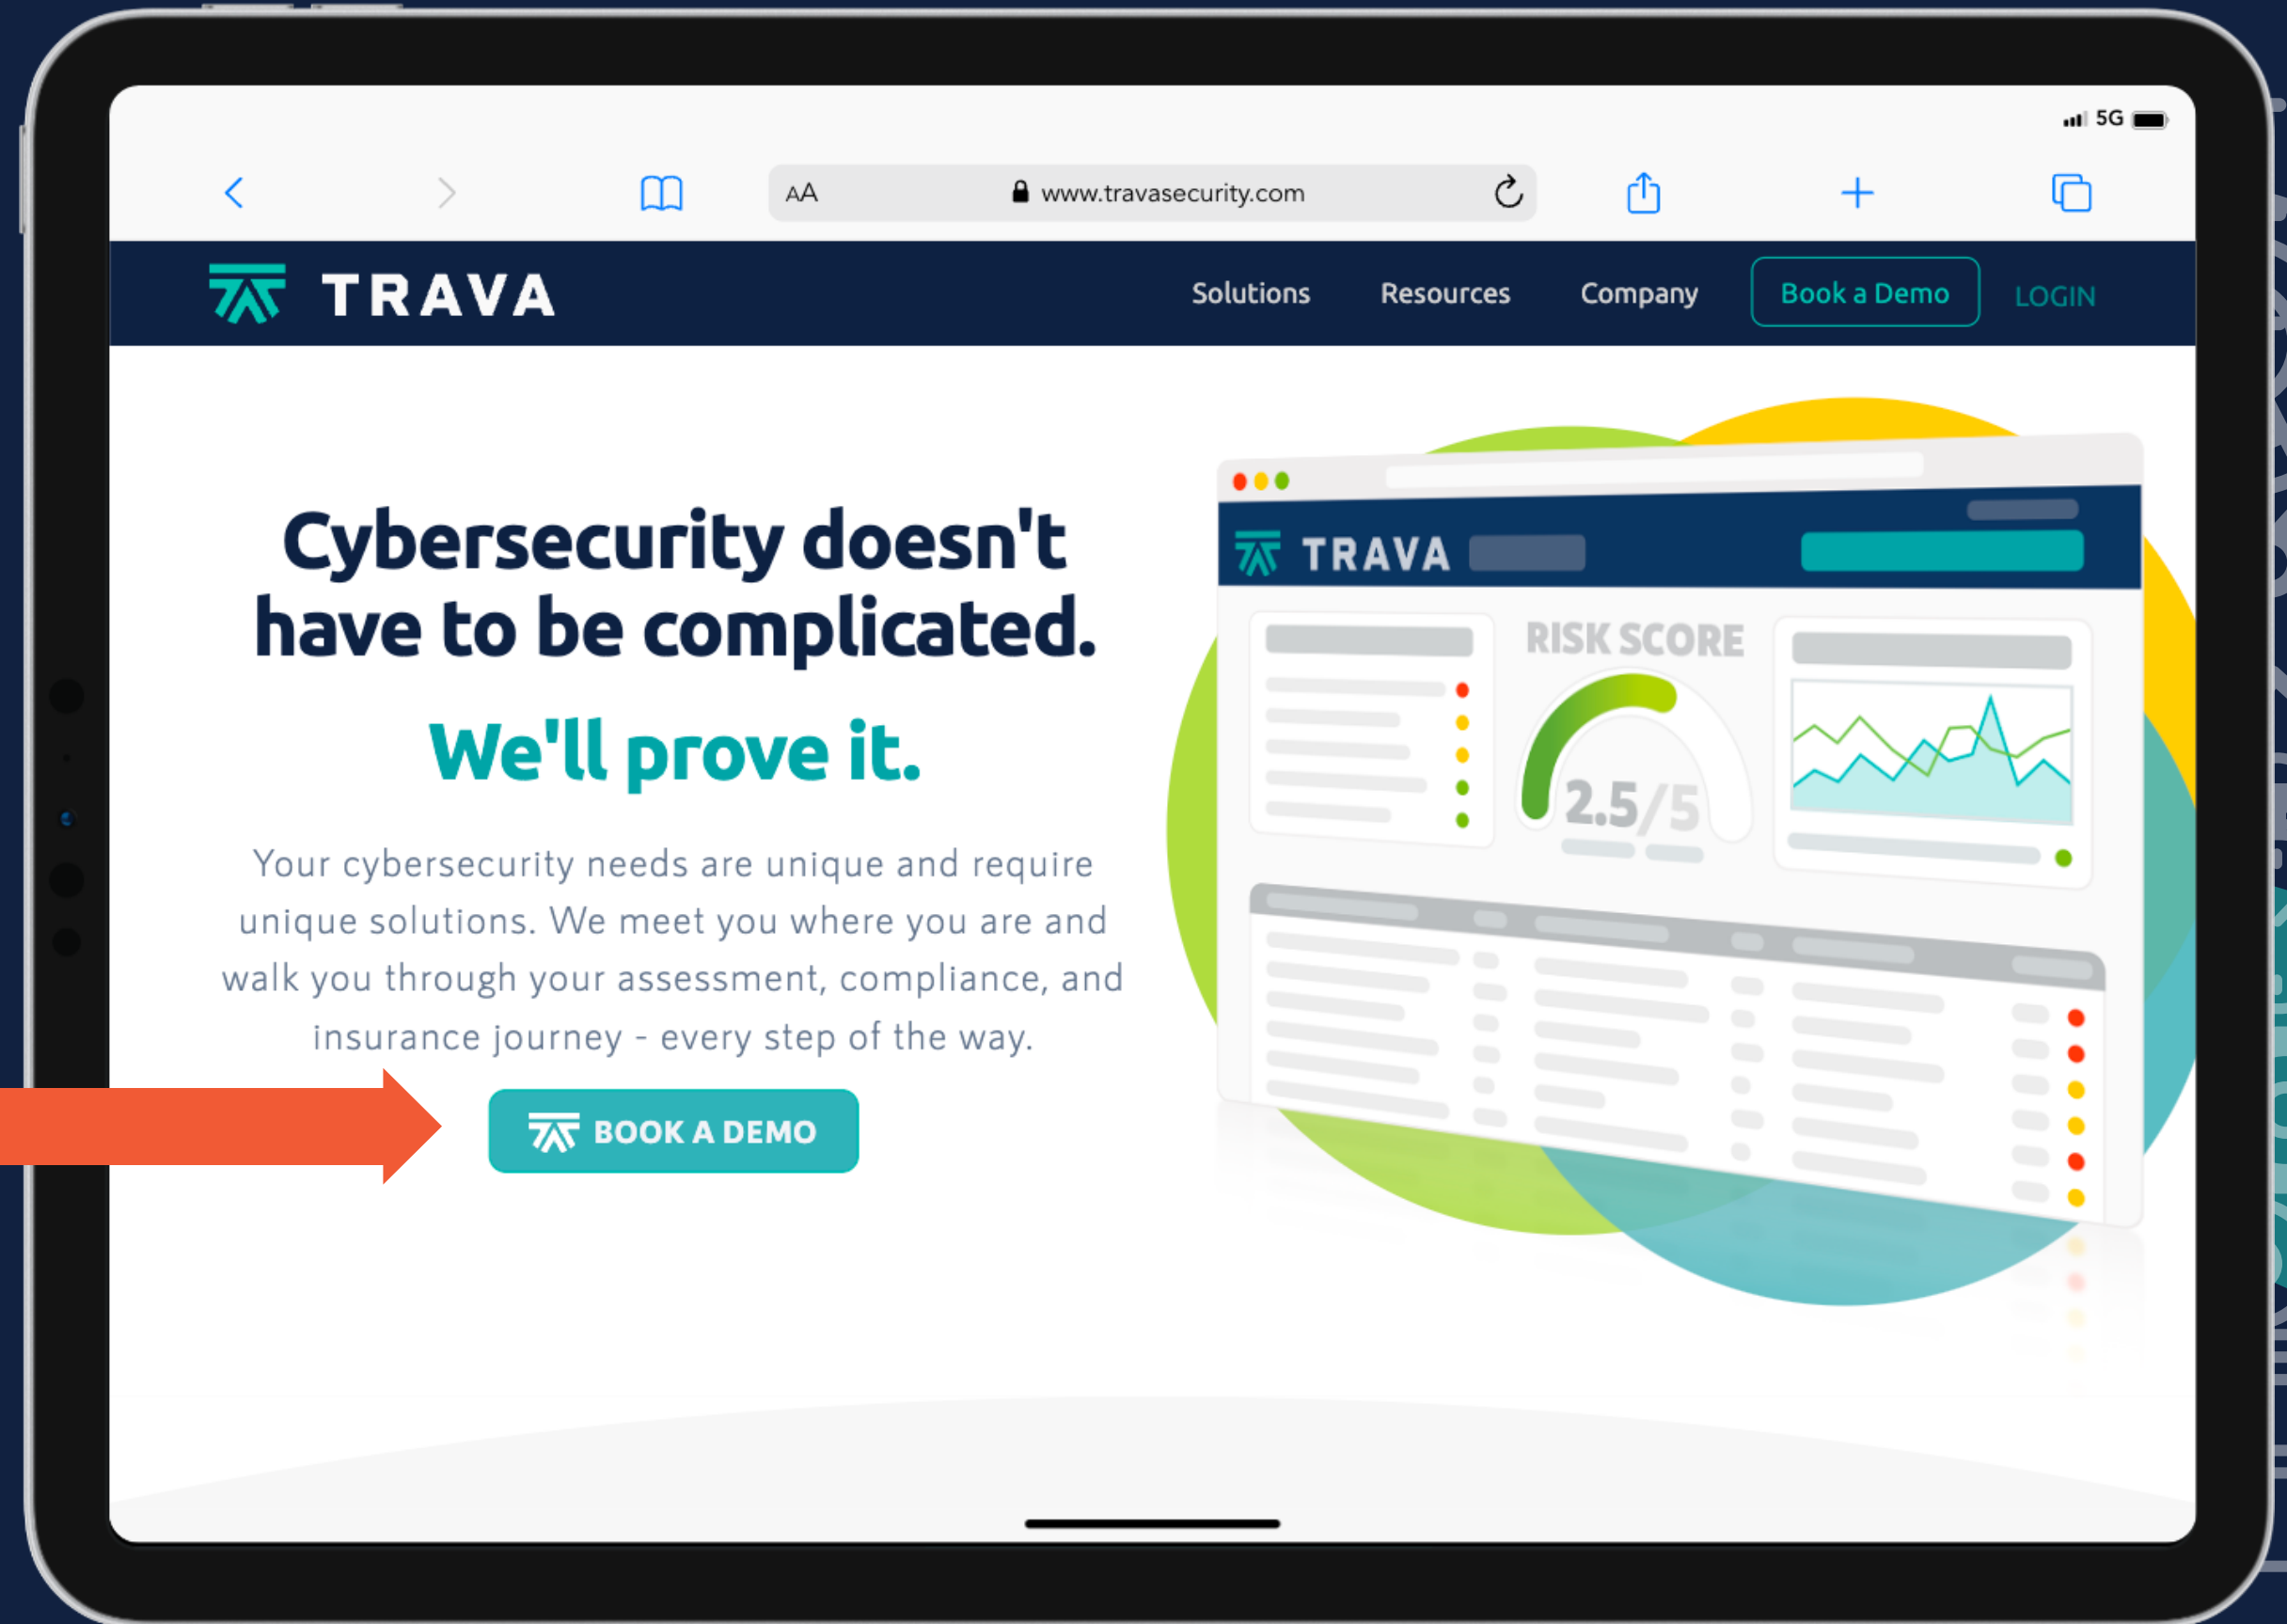 5G
AA www.travasecurity.com
TRAVA Solutions Resources Company Book a Demo LOGIN
Cybersecurity doesn't
have to be complicated.
We'll prove it.
Your cybersecurity needs are unique and require
unique solutions. We meet you where you are and
walk you through your assessment, compliance, and
insurance journey - every step of the way.
BOOK A DEMO
TRAVA
RISK SCORE
2.5/5